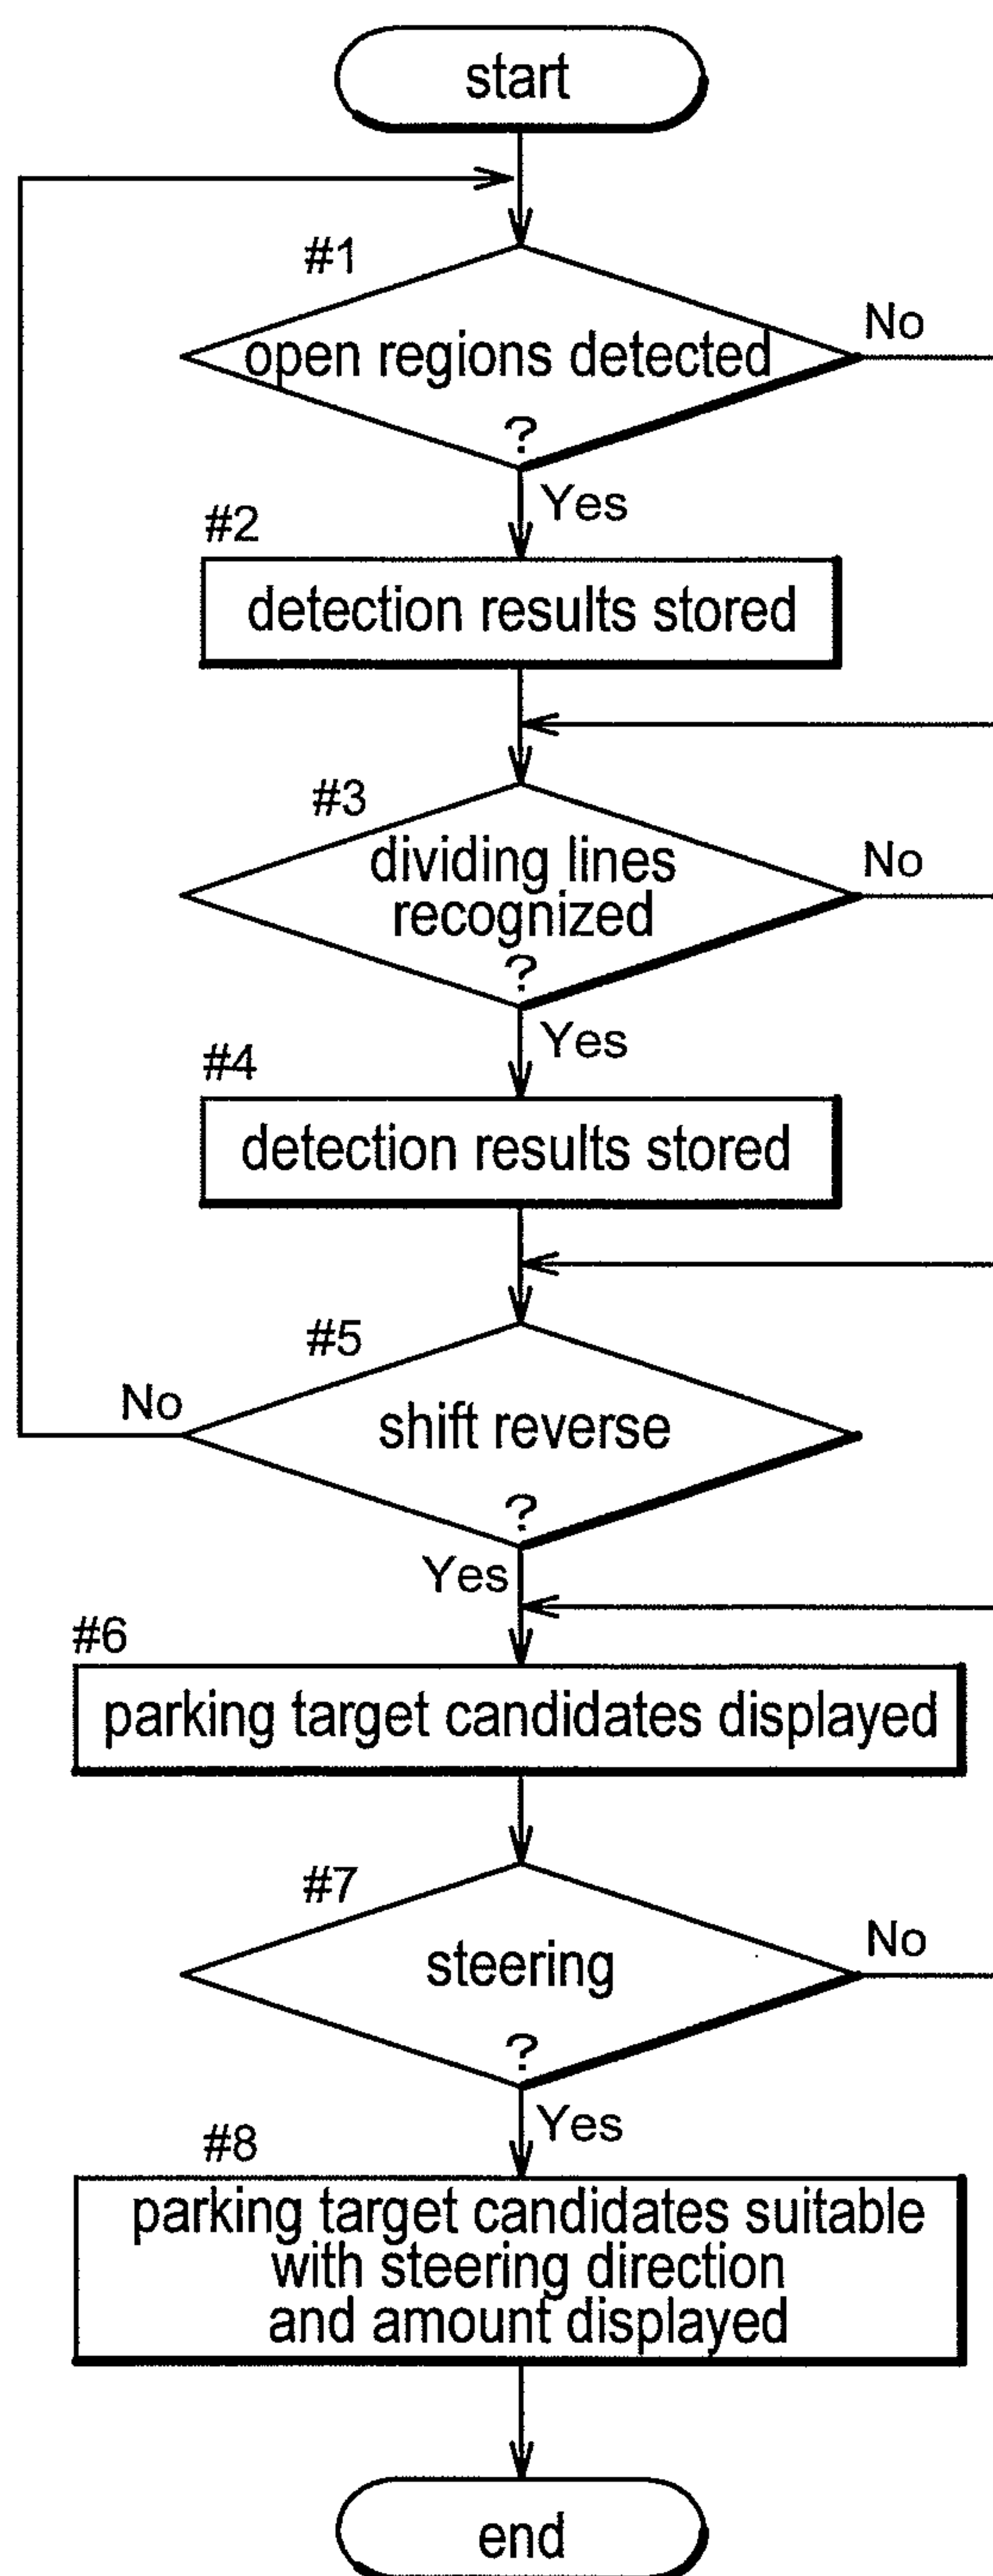 start
#1
open regions detected
?
No
Yes
#2
detection results stored
#3
dividing lines
recognized
?
No
Yes
#4
detection results stored
#5
shift reverse
?
No
Yes
#6
parking target candidates displayed
#7
steering
?
No
Yes
#8
parking target candidates suitable
with steering direction
and amount displayed
end